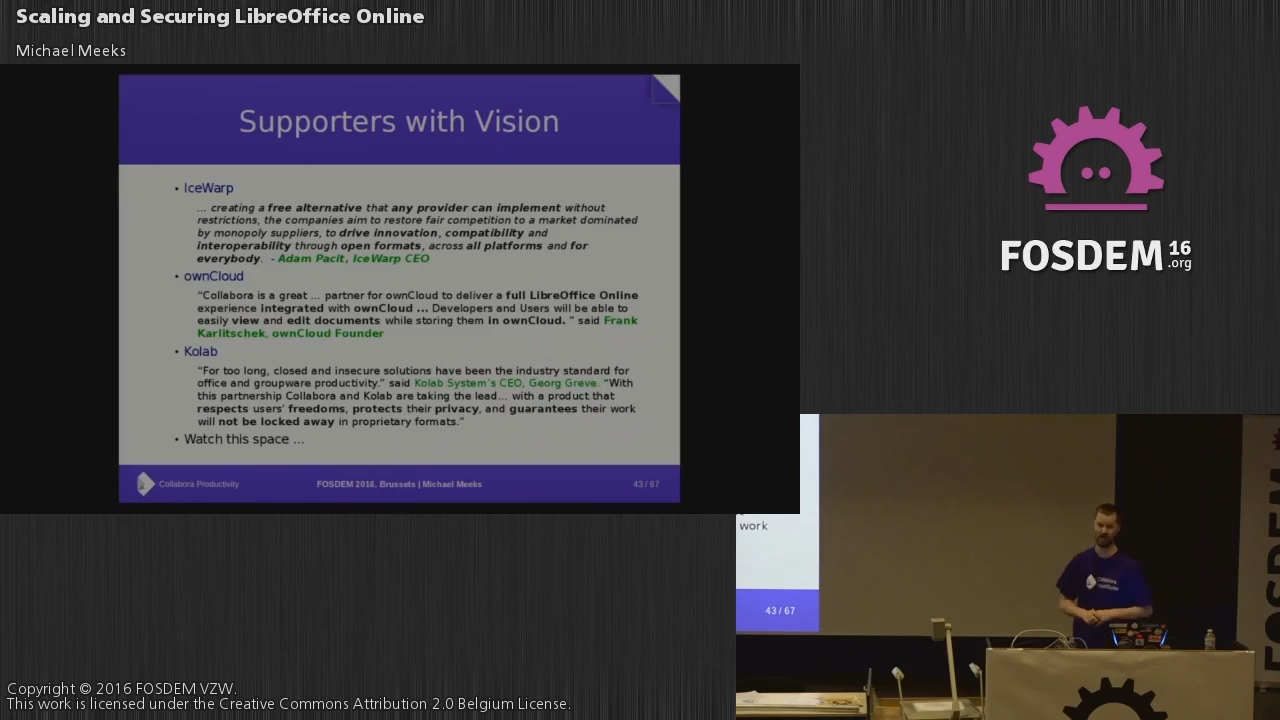 Scaling and Securing LibreOffice Online
Michael Meeks
Supporters with Vision
• IceWarp
... creating a free alternative that any provider can implement without
restrictions, the companies aim to restore fair competition to a market dominated
by monopoly suppliers, to drive innovation, compatibility and
interoperability through open formats, across all platforms and for
everybody. - Adam Paclt, IceWarp CEO
• ownCloud
“Collabora is a great ... partner for ownCloud to deliver a full LibreOffice Online
experience integrated with ownCloud ... Developers and Users will be able to
easily view and edit documents while storing them in ownCloud. ” said Frank
Karlitschek, ownCloud Founder
• Kolab
“For too long, closed and insecure solutions have been the industry standard for
office and groupware productivity.” said Kolab System's CEO, Georg Greve. “With
this partnership Collabora and Kolab are taking the lead... with a product that
respects users' freedoms, protects their privacy, and guarantees their work
will not be locked away in proprietary formats.”
• Watch this space ...
Collabora Productivity
FOSDEM 2016, Brussels | Michael Meeks
43 / 67
FOSDEM 16
.org
work
43 / 67
Collabora
Productivity
FOSDEM
Copyright © 2016 FOSDEM VZW.
This work is licensed under the Creative Commons Attribution 2.0 Belgium License.